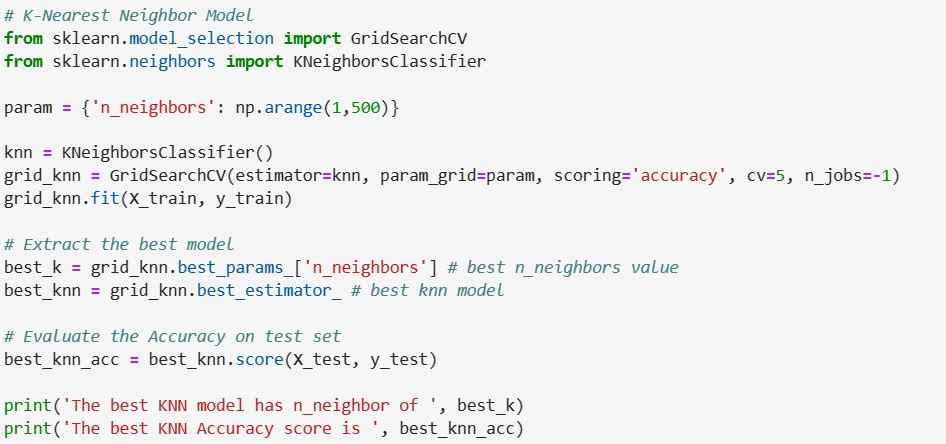 # K-Nearest Neighbor Model
from sklearn.model_selection import GridSearchCV
from sklearn.neighbors import KNeighborsClassifier
param = {'n_neighbors': np.arange(1,500)}
knn = KNeighborsClassifier()
grid_knn = GridSearchCV(estimator=knn, param_grid=param, scoring='accuracy', cv=5, n_jobs=-1)
grid_knn.fit(X_train, y_train)
# Extract the best model
best_k = grid_knn.best_params_['n_neighbors'] # best n_neighbors value
best_knn = grid_knn.best_estimator_ # best knn model
# Evaluate the Accuracy on test set
best_knn_acc = best_knn.score(X_test, y_test)
print('The best KNN model has n_neighbor of ', best_k)
print('The best KNN Accuracy score is ', best_knn_acc)